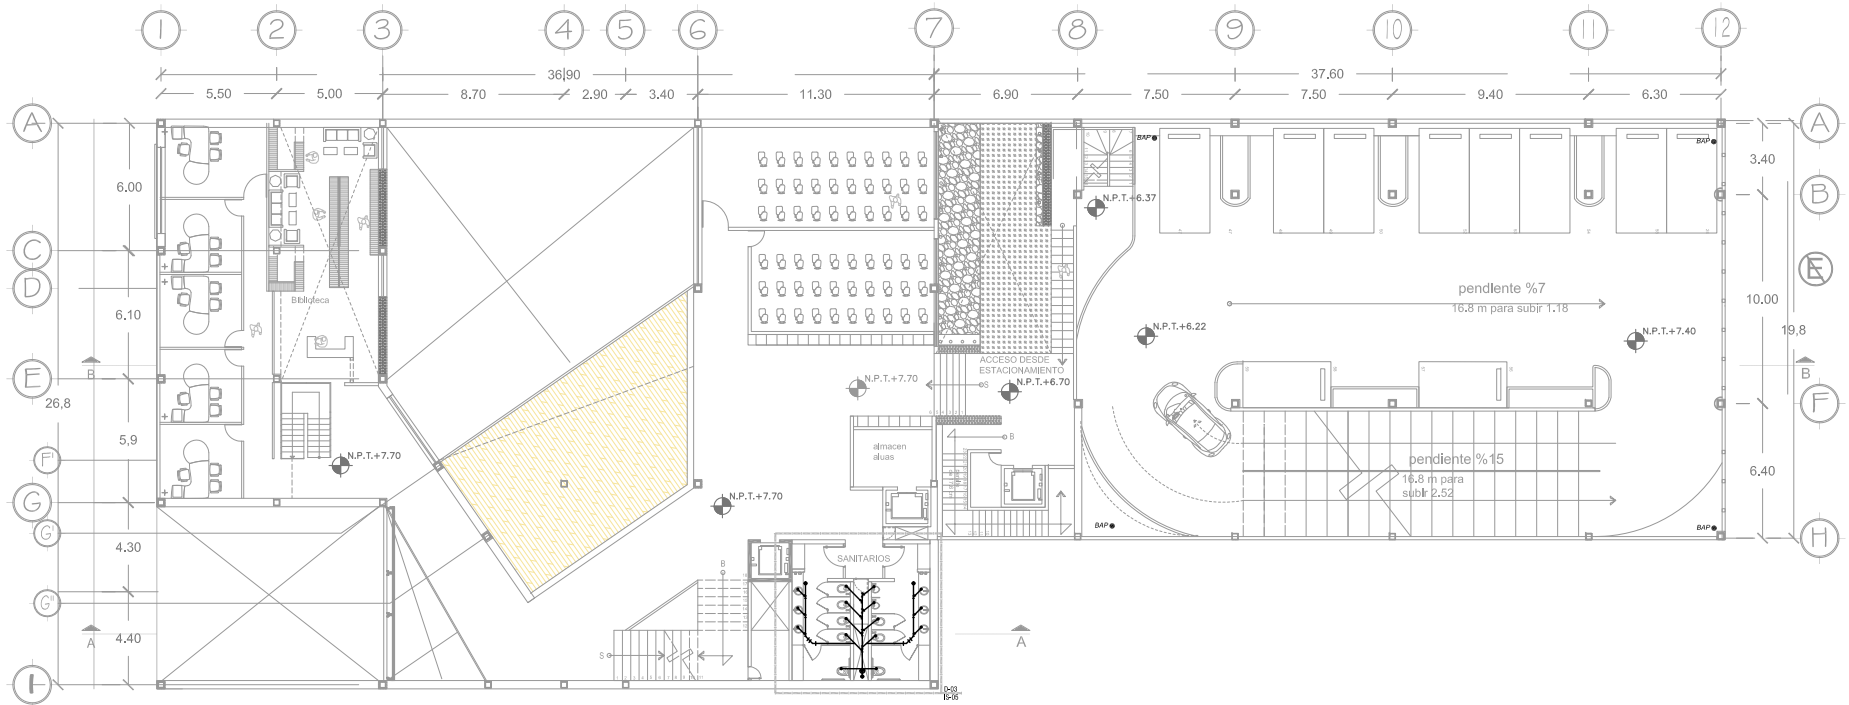 1 2 3 4 5 6 7 8 9 10 11 12
36,90 37.60
5.50 5.00 8.70 2.90 3.40 11.30 6.90 7.50 7.50 9.40 6.30
A A
BAP BAP
6.00 3.40
B
N.P.T.+6.37
C
D
E
pendiente %7
10.00
Biblioteca
16.8 m para subir 1.18
6.10
19,8
N.P.T.+6.22
N.P.T.+7.40
ACCESO DESDE
ESTACIONAMIENTO
B B
E
N.P.T.+7.70
S
N.P.T.+6.70
26,8
F
5,9
B
almacen
aluas
F'
N.P.T.+7.70
pendiente %15
6.40
16.8 m para
subir 2.52
G
N.P.T.+7.70
BAP BAP
G'
H
4.30
SANITARIOS
B
G"
4.40
A A
S
I
D-03
IS-05